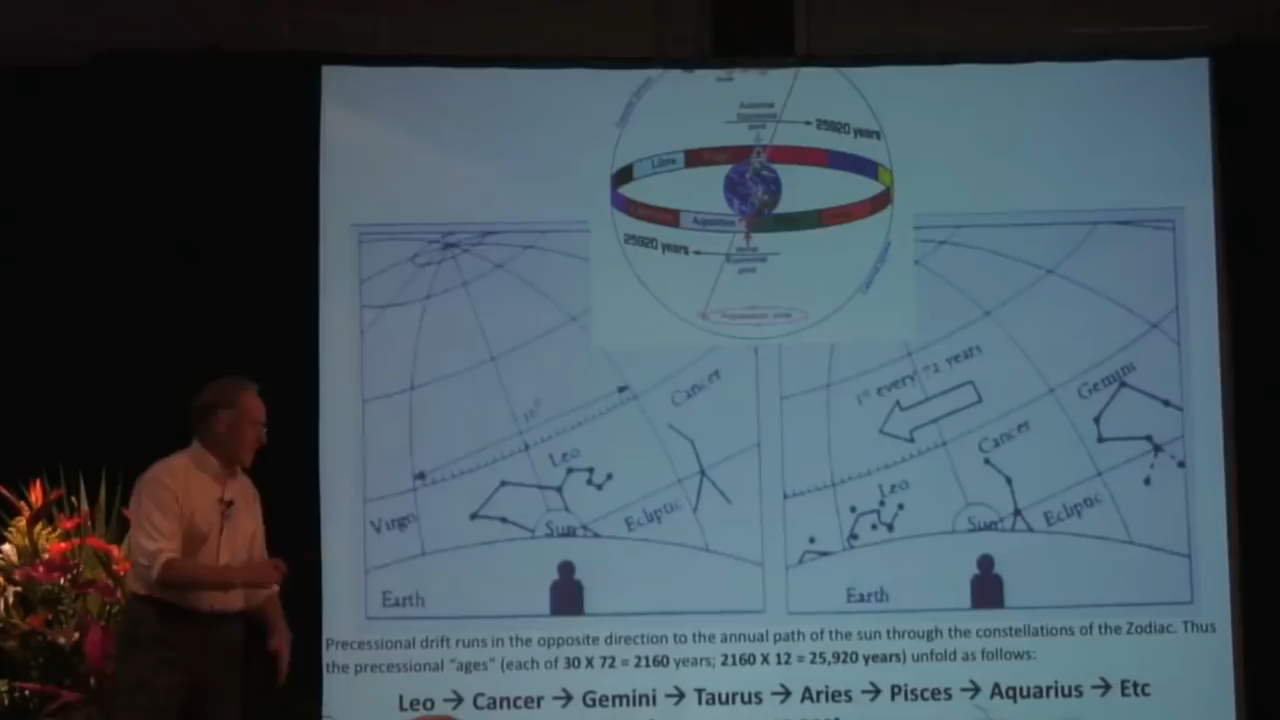 25920 years
Libra
Aquarius
25920 years
Cancer
Leo
Virgo
Sun
Ecliptic
Earth
1° every 72 years
Gemini
Cancer
Leo
Sun
Ecliptic
Earth
Precessional drift runs in the opposite direction to the annual path of the sun through the constellations of the Zodiac. Thus
the precessional “ages” (each of 30 X 72 = 2160 years; 2160 X 12 = 25,920 years) unfold as follows:
Leo → Cancer → Gemini → Taurus → Aries → Pisces → Aquarius → Etc